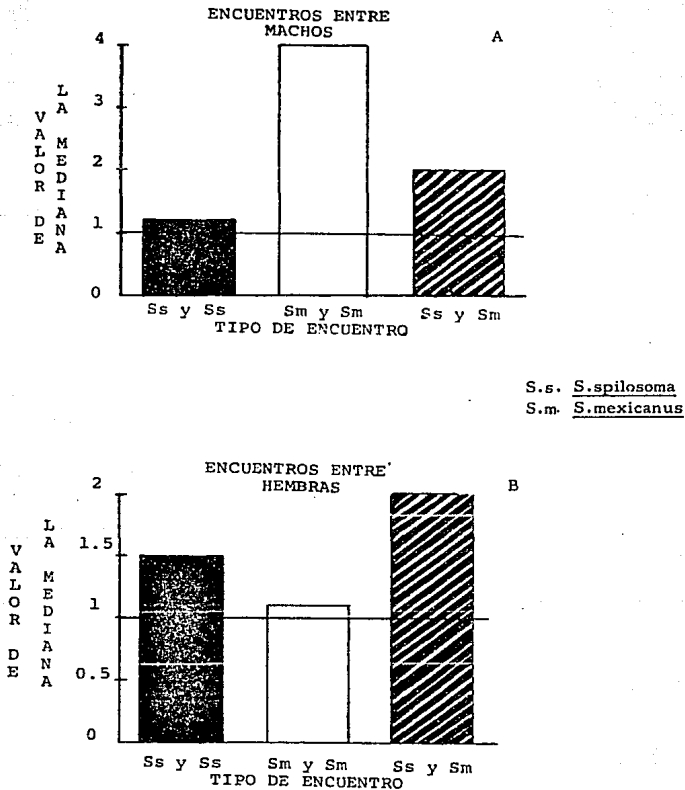 ENCUENTROS ENTRE
MACHOS
A
VALOR DE
LA MEDIANA
4
3
2
1
0
Ss y Ss
Sm y Sm
Ss y Sm
TIPO DE ENCUENTRO
S.s. S.spilosoma
S.m. S.mexicanus
ENCUENTROS ENTRE
HEMBRAS
B
VALOR DE
LA MEDIANA
2
1.5
1
0.5
0
Ss y Ss
Sm y Sm
Ss y Sm
TIPO DE ENCUENTRO